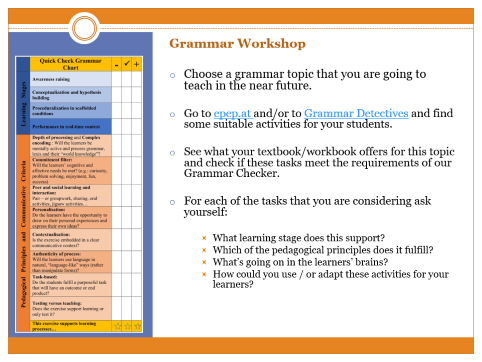 Grammar Workshop
Choose a grammar topic that you are going to
teach in the near future.
Go to epep.at and/or to Grammar Detectives and find
some suitable activities for your students.
See what your textbook/workbook offers for this topic
and check if these tasks meet the requirements of our
Grammar Checker.
For each of the tasks that you are considering ask
yourself:
What learning stage does this support?
Which of the pedagogical principles does it fulfill?
What's going on in the learners' brains?
How could you use / or adapt these activities for your
learners?
Quick Check Grammar
Chart
- ✓ +
Learning Stages
Awareness raising
Conceptualization and hypothesis
building
Proceduralization in scaffolded
conditions
Performance in real-time context
Pedagogical Principles and Communicative Criteria
Depth of processing and Complex
encoding : Will the learners be
mentally active and process grammar,
lexis and their "world knowledge"?
Commitment filter:
Will the learners' cognitive and
affective needs be met? (e.g.: curiosity,
problem solving, enjoyment, fun,
success)
Peer and social learning and
interaction:
Pair – or groupwork, sharing, and
activities, jigsaw activities…
Personalisation:
Do the learners have the opportunity to
draw on their personal experiences and
express their own ideas?
Contextualisation:
Is the exercise embedded in a clear
communicative context?
Authenticity of process:
Will the learners use language in
natural, "language-like" ways (rather
than manipulate forms)?
Task-based:
Do the students fulfil a purposeful task
that will have an outcome or end
product?
Testing versus teaching:
Does the exercise support learning or
only test it?
This exercise supports learning
processes…